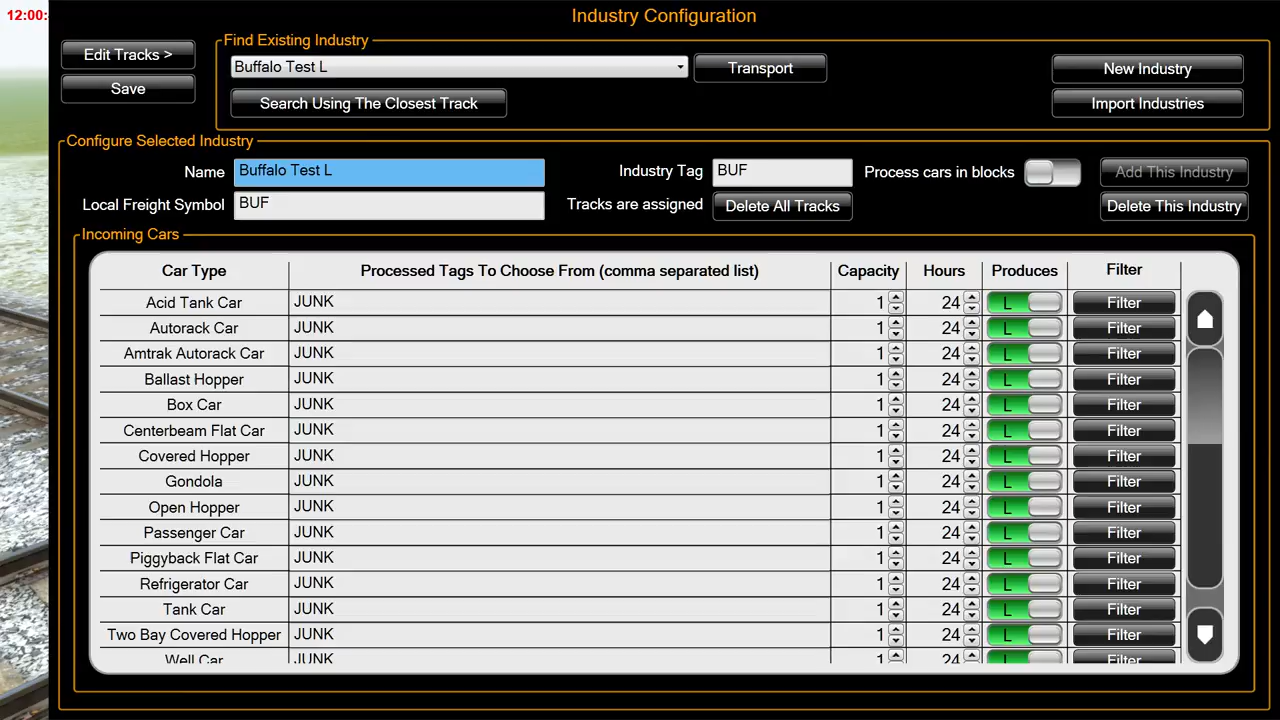 12:00:
Industry Configuration
Edit Tracks >
Save
Find Existing Industry
Buffalo Test L
Transport
New Industry
Search Using The Closest Track
Import Industries
Configure Selected Industry
Name
Buffalo Test L
Industry Tag
BUF
Process cars in blocks
Add This Industry
Local Freight Symbol
BUF
Tracks are assigned
Delete All Tracks
Delete This Industry
Incoming Cars
Car Type Processed Tags To Choose From (comma separated list) Capacity Hours Produces Filter
Acid Tank Car JUNK 1 24 L Filter
Autorack Car JUNK 1 24 L Filter
Amtrak Autorack Car JUNK 1 24 L Filter
Ballast Hopper JUNK 1 24 L Filter
Box Car JUNK 1 24 L Filter
Centerbeam Flat Car JUNK 1 24 L Filter
Covered Hopper JUNK 1 24 L Filter
Gondola JUNK 1 24 L Filter
Open Hopper JUNK 1 24 L Filter
Passenger Car JUNK 1 24 L Filter
Piggyback Flat Car JUNK 1 24 L Filter
Refrigerator Car JUNK 1 24 L Filter
Tank Car JUNK 1 24 L Filter
Two Bay Covered Hopper JUNK 1 24 L Filter
Well Car JUNK 1 24 L Filter